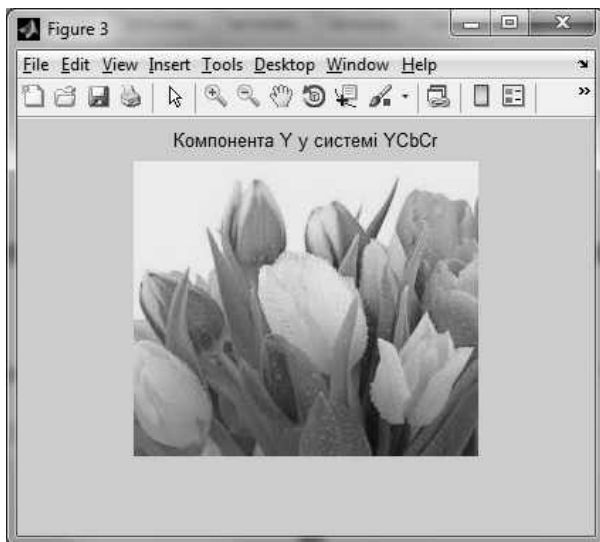 Figure 3
File Edit View Insert Tools Desktop Window Help
Компонента Y у системі YCbCr